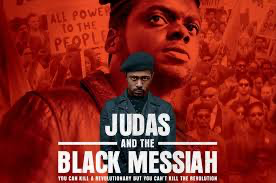 ALL POWER
TO THE
PEOPLE
JUDAS
AND THE
BLACK MESSIAH
YOU CAN KILL A REVOLUTIONARY BUT YOU CAN'T KILL THE REVOLUTION